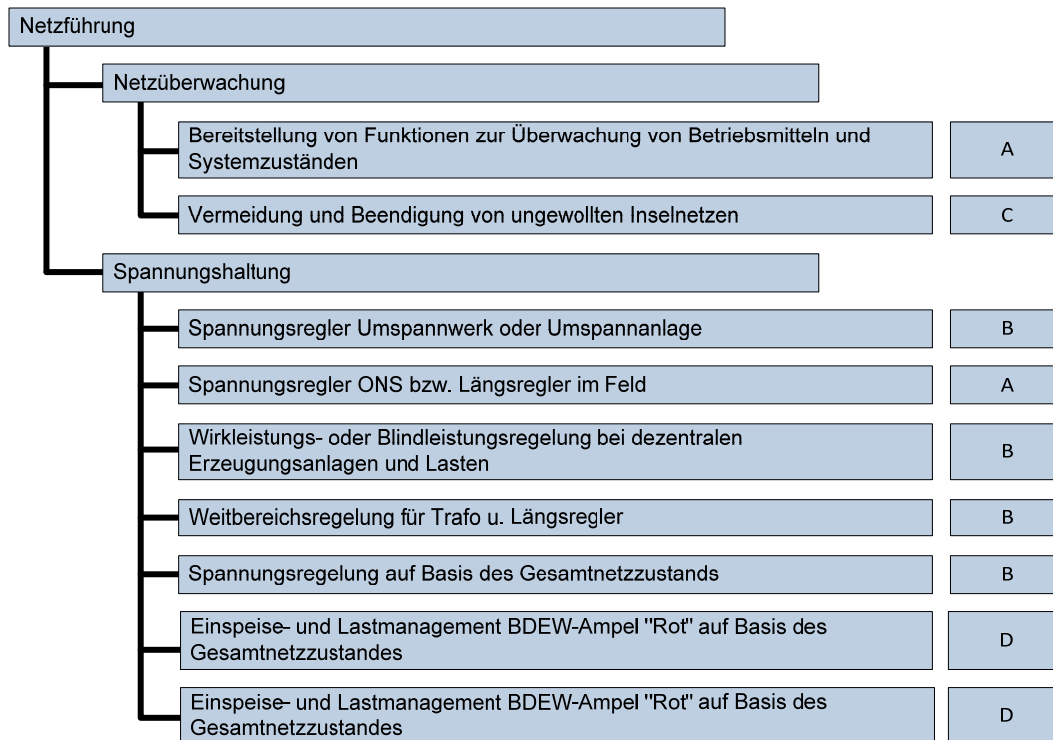 Netzführung
Netzüberwachung
Bereitstellung von Funktionen zur Überwachung von Betriebsmitteln und
Systemzuständen
A
Vermeidung und Beendigung von ungewollten Inselnetzen
C
Spannungshaltung
Spannungsregler Umspannwerk oder Umspannanlage
B
Spannungsregler ONS bzw. Längsregler im Feld
A
Wirkleistungs- oder Blindleistungsregelung bei dezentralen
Erzeugungsanlagen und Lasten
B
Weitbereichsregelung für Trafo u. Längsregler
B
Spannungsregelung auf Basis des Gesamtnetzzustands
B
Einspeise- und Lastmanagement BDEW-Ampel "Rot" auf Basis des
Gesamtnetzzustandes
D
Einspeise- und Lastmanagement BDEW-Ampel "Rot" auf Basis des
Gesamtnetzzustandes
D